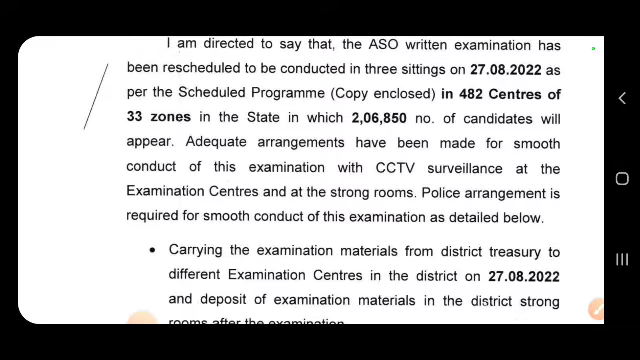 I am directed to say that, the ASO written examination has
been rescheduled to be conducted in three sittings on 27.08.2022 as
per the Scheduled Programme (Copy enclosed) in 482 Centres of
33 zones in the State in which 2,06,850 no. of candidates will
appear. Adequate arrangements have been made for smooth
conduct of this examination with CCTV surveillance at the
Examination Centres and at the strong rooms. Police arrangement is
required for smooth conduct of this examination as detailed below.
• Carrying the examination materials from district treasury to
different Examination Centres in the district on 27.08.2022
and deposit of examination materials in the district strong
rooms after the examination.